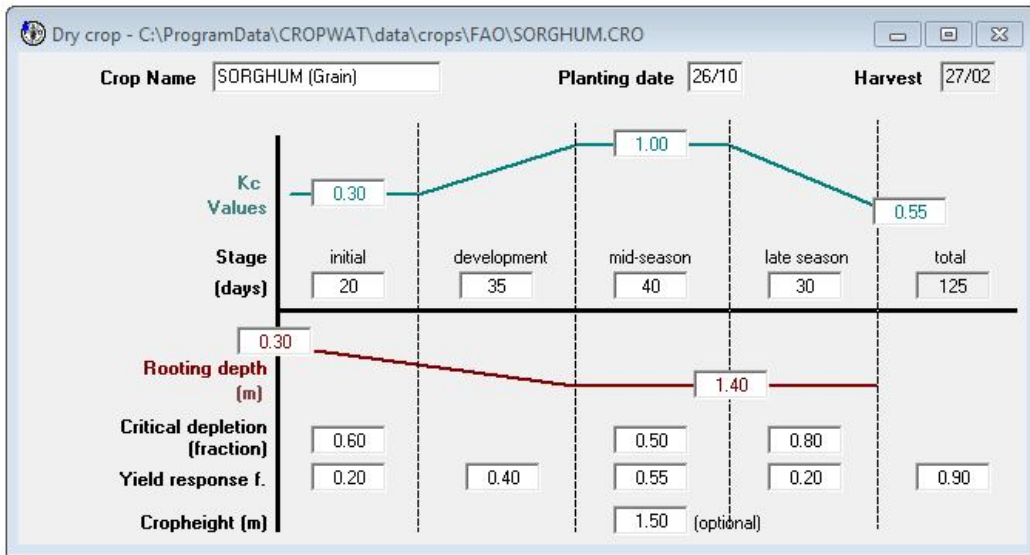 Dry crop - C:\ProgramData\CROPWAT\data\crops\FAO\SORGHUM.CRO
Crop Name SORGHUM (Grain) Planting date 26/10 Harvest 27/02
Kc Values 0.30 1.00 0.55
Stage initial development mid-season late season total
(days) 20 35 40 30 125
0.30
Rooting depth
(m) 1.40
Critical depletion
(fraction) 0.60 0.50 0.80
Yield response f. 0.20 0.40 0.55 0.20 0.90
Cropheight (m) 1.50 (optional)